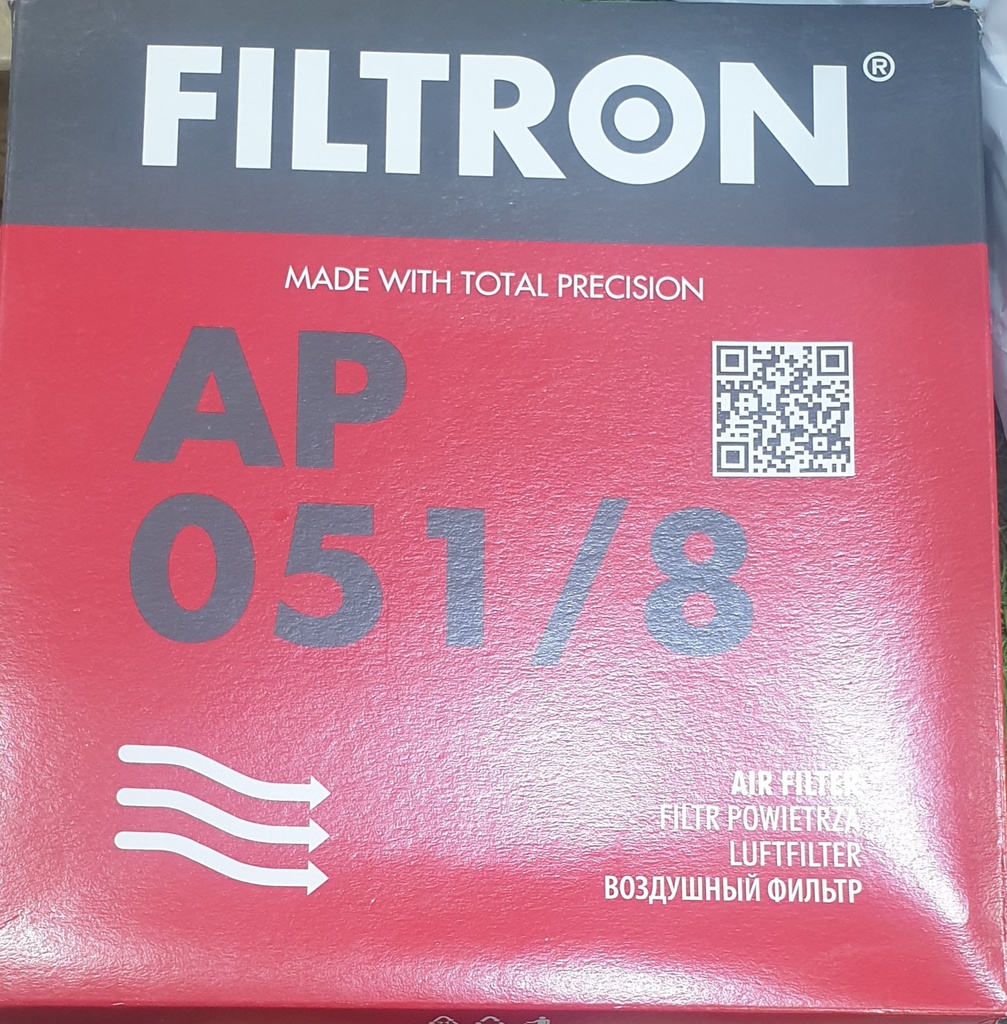 FILTRON®
MADE WITH TOTAL PRECISION
AP
051/8
AIR FILTER
FILTR POWIETRZA
LUFTFILTER
ВОЗДУШНЫЙ ФИЛЬТР